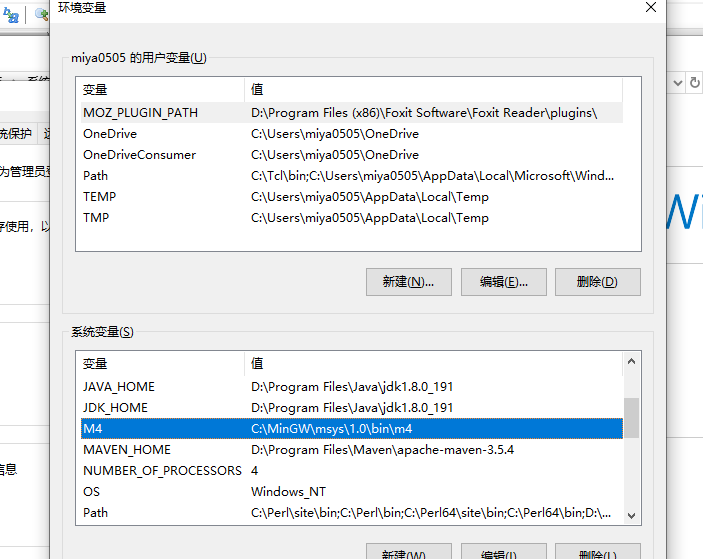 环境变量
miya0505 的用户变量(U)
变量 值
MOZ_PLUGIN_PATH D:\Program Files (x86)\Foxit Software\Foxit Reader\plugins\
OneDrive C:\Users\miya0505\OneDrive
OneDriveConsumer C:\Users\miya0505\OneDrive
Path C:\Tcl\bin;C:\Users\miya0505\AppData\Local\Microsoft\Wind...
TEMP C:\Users\miya0505\AppData\Local\Temp
TMP C:\Users\miya0505\AppData\Local\Temp
新建(N)... 编辑(E)... 删除(D)
系统变量(S)
变量 值
JAVA_HOME D:\Program Files\Java\jdk1.8.0_191
JDK_HOME D:\Program Files\Java\jdk1.8.0_191
M4 C:\MinGW\msys\1.0\bin\m4
MAVEN_HOME D:\Program Files\Maven\apache-maven-3.5.4
NUMBER_OF_PROCESSORS 4
OS Windows_NT
Path C:\Perl\site\bin;C:\Perl\bin;C:\Perl64\site\bin;C:\Perl64\bin;D:\...
新建(W)... 编辑(I)... 删除(L)
统保护
为管理员登
存使用，以
信息
Wi